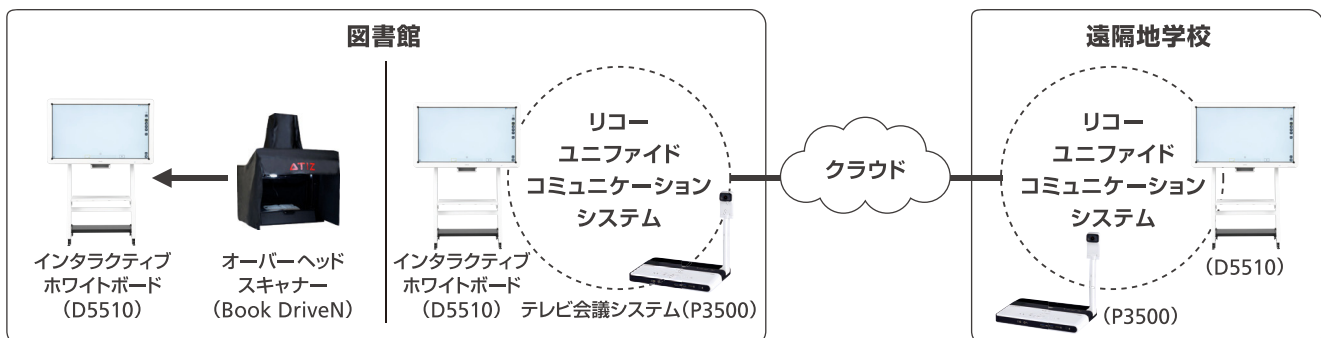 図書館
遠隔地学校
ATIZ
リコー
ユニファイド
コミュニケーション
システム
クラウド
リコー
ユニファイド
コミュニケーション
システム
インタラクティブ
ホワイトボード
(D5510)
オーバーヘッド
スキャナー
(Book DriveN)
インタラクティブ
ホワイトボード
(D5510)
テレビ会議システム(P3500)
(P3500)
(D5510)